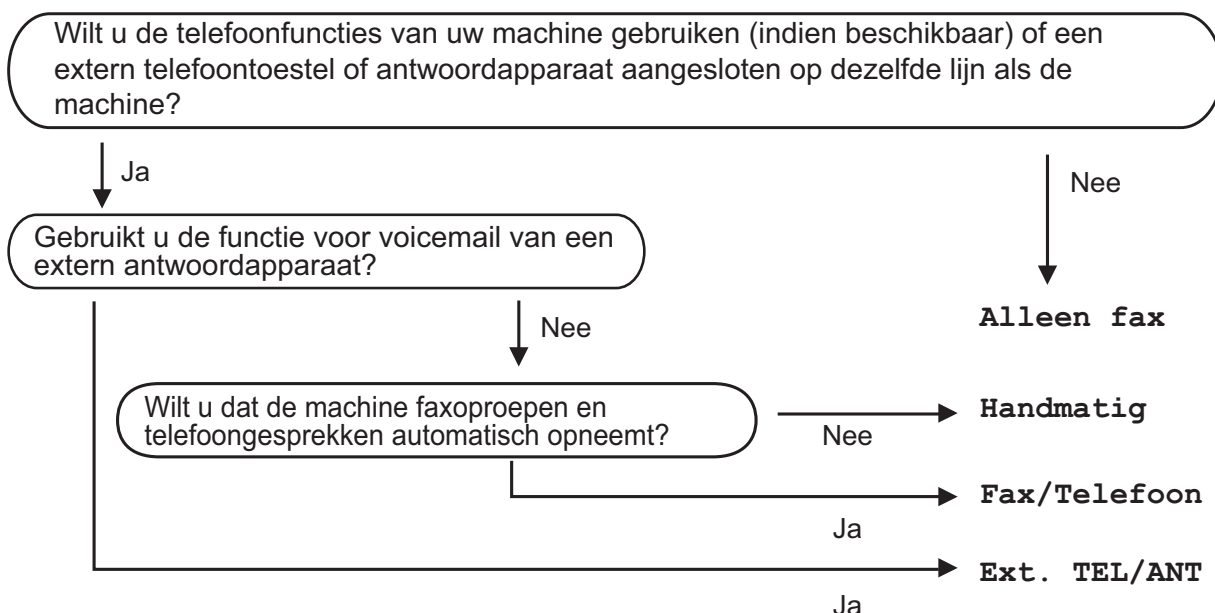 Wilt u de telefoonfuncties van uw machine gebruiken (indien beschikbaar) of een
extern telefoontoestel of antwoordapparaat aangesloten op dezelfde lijn als de
machine?
Ja
Nee
Gebruikt u de functie voor voicemail van een
extern antwoordapparaat?
Alleen fax
Nee
Wilt u dat de machine faxoproepen en
telefoongesprekken automatisch opneemt?
Nee
Handmatig
Ja
Fax/Telefoon
Ja
Ext. TEL/ANT